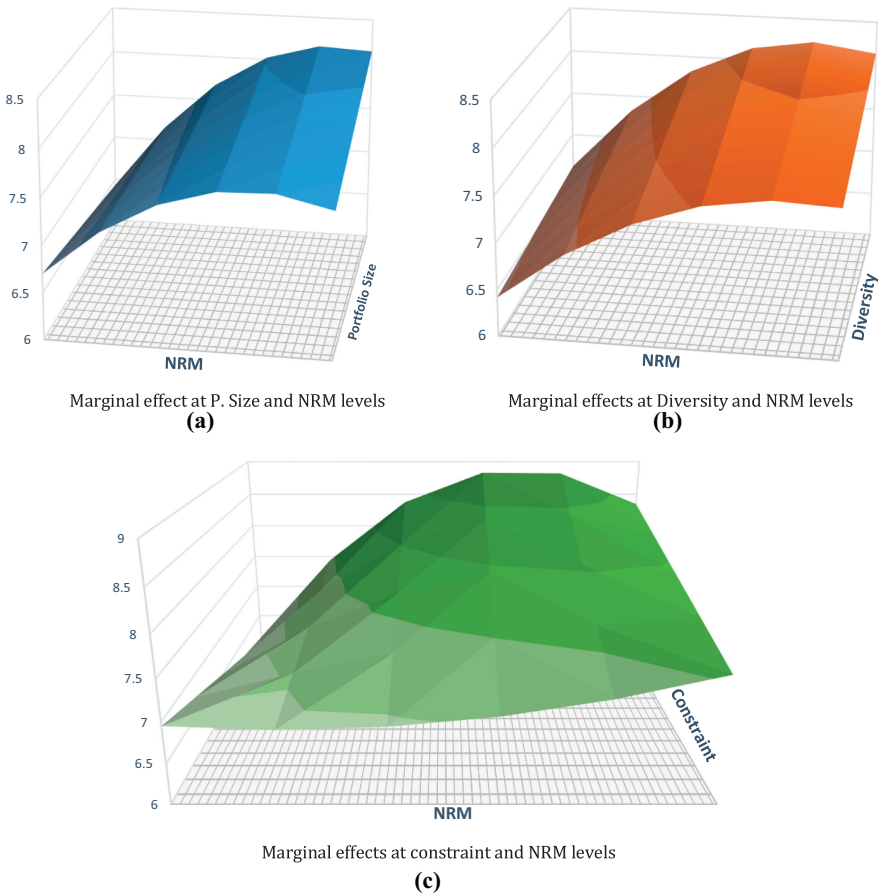 8.5
8
7.5
7
6.5
6
NRM
Portfolio Size
Marginal effect at P. Size and NRM levels
(a)
8.5
8
7.5
7
6.5
6
NRM
Diversity
Marginal effects at Diversity and NRM levels
(b)
9
8.5
8
7.5
7
6.5
6
NRM
Constraint
Marginal effects at constraint and NRM levels
(c)